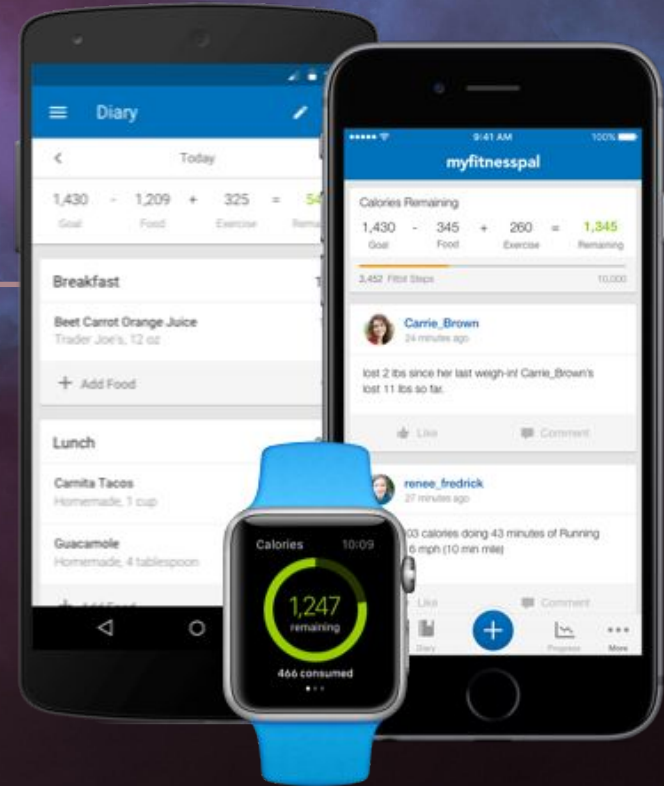 Diary
Today
1,430 - 1,209 + 325 =
Goal Food Exercise
Breakfast
Beet Carrot Orange Juice
Trader Joe's, 12 oz
+ Add Food
Lunch
Carnita Tacos
Homemade, 1 cup
Guacamole
Homemade, 4 tablespoon
9:41 AM 100%
myfitnesspal
Calories Remaining
1,430 - 345 + 260 = 1,345
Goal Food Exercise Remaining
3,452 Fitbit Steps 10,000
Carrie_Brown
24 minutes ago
lost 2 lbs since her last weigh-in! Carrie_Brown's
lost 11 lbs so far.
Like Comment
renee_fredrick
27 minutes ago
03 calories doing 43 minutes of Running
6 mph (10 min mile)
Like Comment
Diary + Progress More
Calories 10:09
1,247
remaining
466 consumed